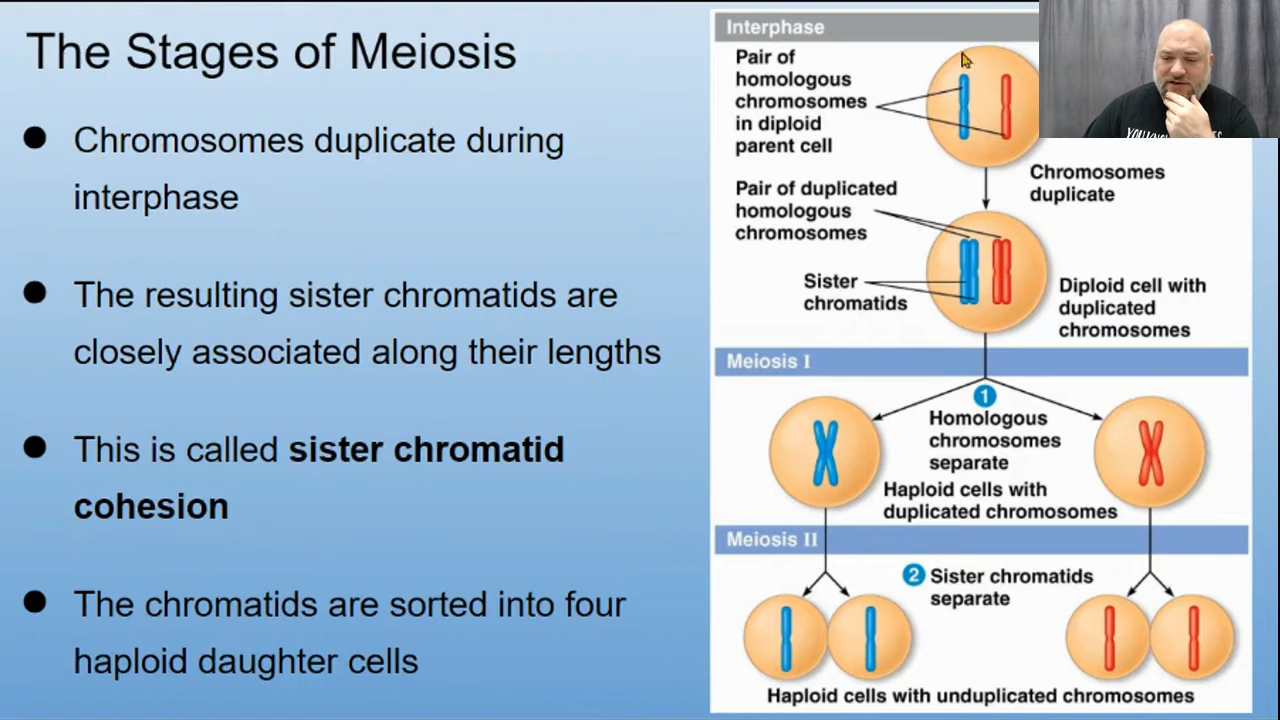 The Stages of Meiosis
● Chromosomes duplicate during
interphase
● The resulting sister chromatids are
closely associated along their lengths
● This is called sister chromatid
cohesion
● The chromatids are sorted into four
haploid daughter cells
Interphase
Pair of
homologous
chromosomes
in diploid
parent cell
Chromosomes
duplicate
Pair of duplicated
homologous
chromosomes
Sister
chromatids
Diploid cell with
duplicated
chromosomes
Meiosis I
1
Homologous
chromosomes
separate
Haploid cells with
duplicated chromosomes
Meiosis II
2 Sister chromatids
separate
Haploid cells with unduplicated chromosomes